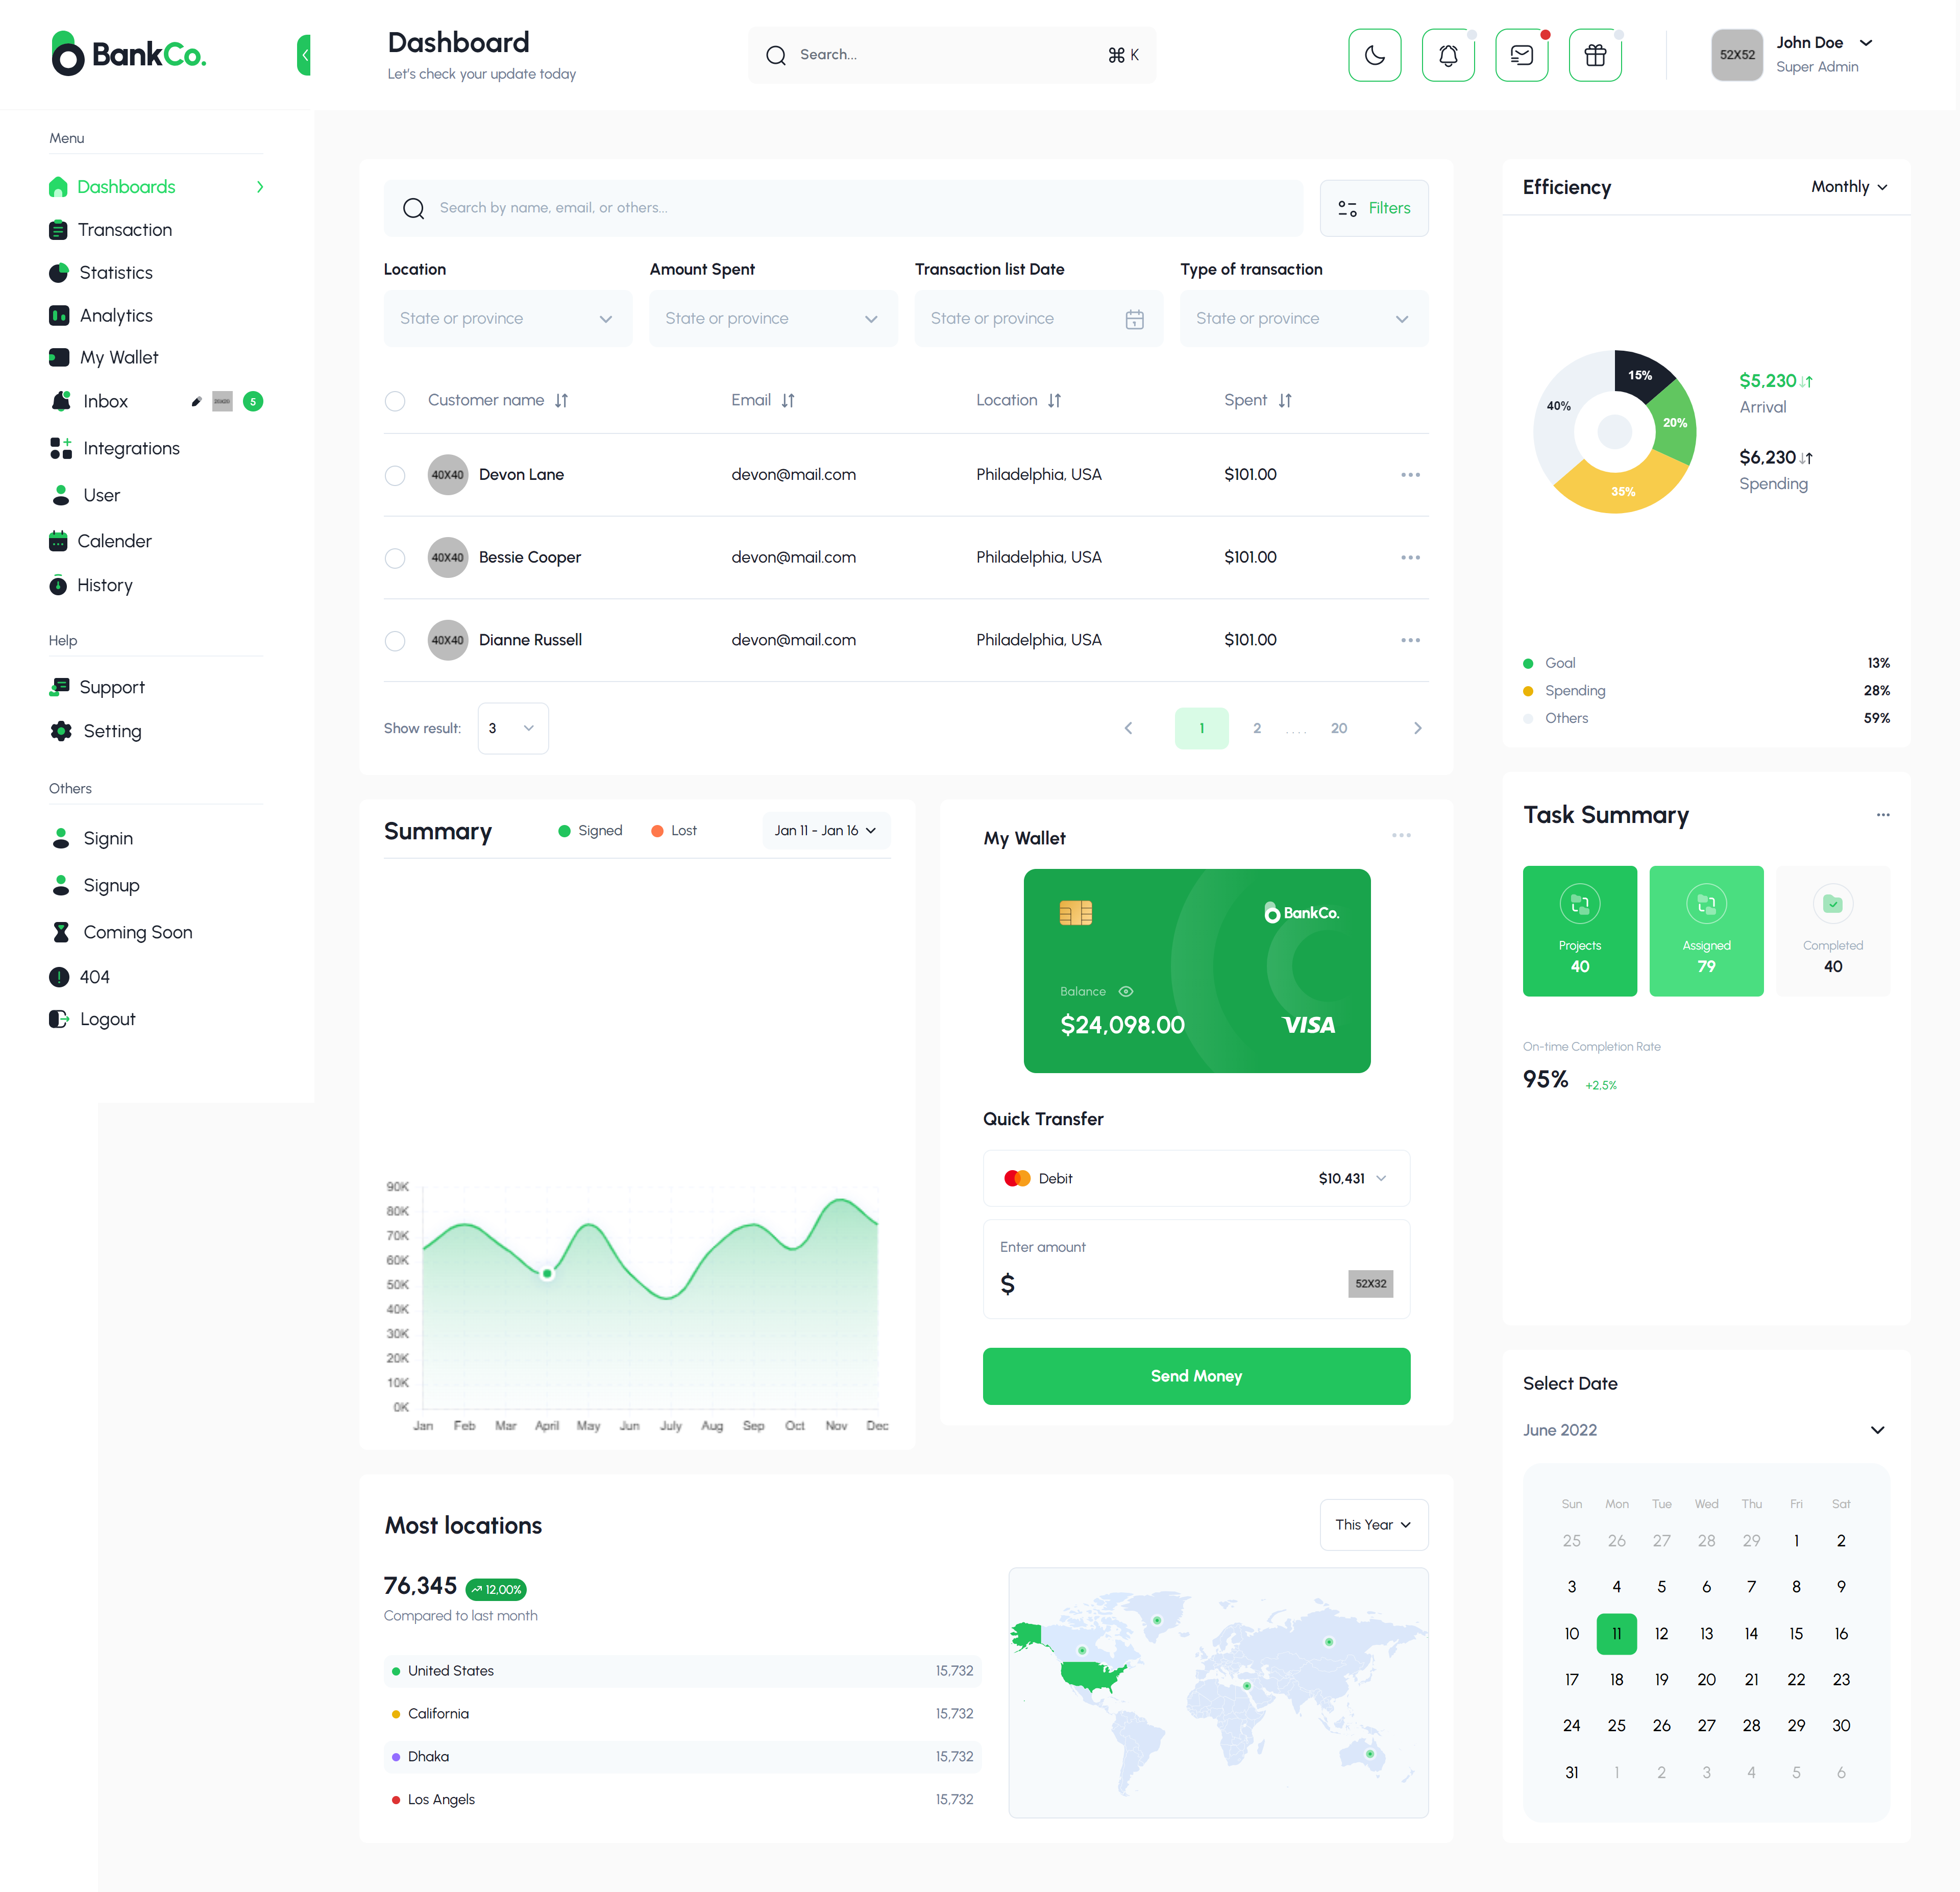 BankCo.
Dashboard
Let's check your update today
Search...
⌘ K
52X52
John Doe
Super Admin
Menu
Dashboards
Transaction
Statistics
Analytics
My Wallet
Inbox
5
Integrations
User
Calender
History
Help
Support
Setting
Others
Signin
Signup
Coming Soon
404
Logout
Search by name, email, or others...
Filters
Location
Amount Spent
Transaction list Date
Type of transaction
State or province
State or province
State or province
State or province
Customer name
Email
Location
Spent
40X40 Devon Lane devon@mail.com Philadelphia, USA $101.00
40X40 Bessie Cooper devon@mail.com Philadelphia, USA $101.00
40X40 Dianne Russell devon@mail.com Philadelphia, USA $101.00
Show result: 3
1 2 .... 20
Efficiency
Monthly
15%
20%
35%
40%
$5,230
Arrival
$6,230
Spending
Goal 13%
Spending 28%
Others 59%
Summary
Signed
Lost
Jan 11 - Jan 16
90K
80K
70K
60K
50K
40K
30K
20K
10K
0K
Jan Feb Mar April May Jun July Aug Sep Oct Nov Dec
My Wallet
BankCo.
Balance
$24,098.00
VISA
Quick Transfer
Debit
$10,431
Enter amount
$
52X32
Send Money
Task Summary
Projects
40
Assigned
79
Completed
40
On-time Completion Rate
95% +2,5%
Most locations
This Year
76,345 12,00%
Compared to last month
United States 15,732
California 15,732
Dhaka 15,732
Los Angels 15,732
Select Date
June 2022
Sun Mon Tue Wed Thu Fri Sat
25 26 27 28 29 1 2
3 4 5 6 7 8 9
10 11 12 13 14 15 16
17 18 19 20 21 22 23
24 25 26 27 28 29 30
31 1 2 3 4 5 6